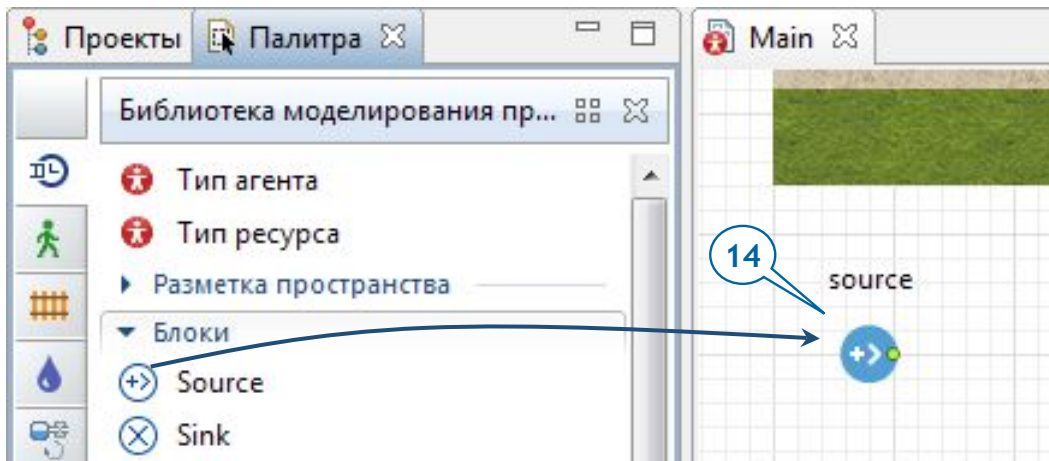 Проекты
Палитра
Main
Библиотека моделирования пр...
Тип агента
Тип ресурса
Разметка пространства
Блоки
Source
Sink
14
source